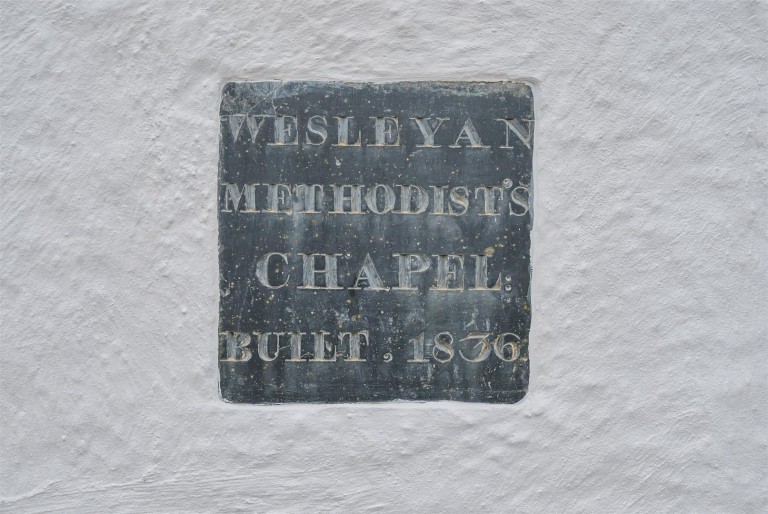 WESLEYAN
METHODIST'S
CHAPEL:
BUILT, 1836.